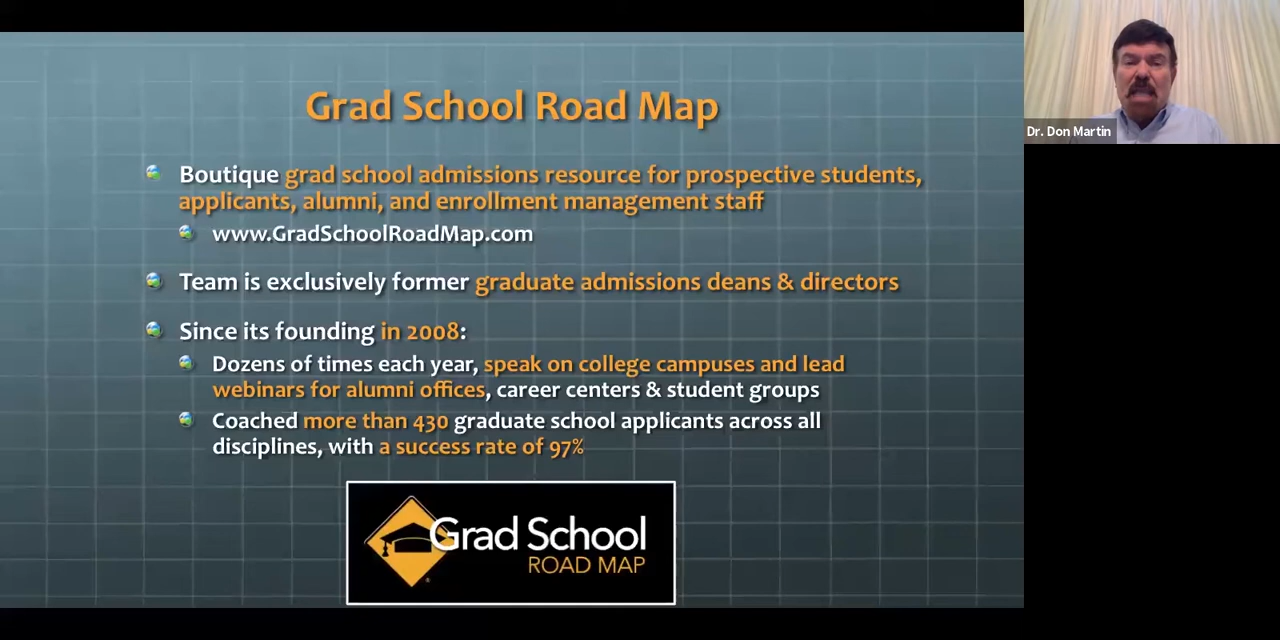 Grad School Road Map
Boutique grad school admissions resource for prospective students,
applicants, alumni, and enrollment management staff
www.GradSchoolRoadMap.com
Team is exclusively former graduate admissions deans & directors
Since its founding in 2008:
Dozens of times each year, speak on college campuses and lead
webinars for alumni offices, career centers & student groups
Coached more than 430 graduate school applicants across all
disciplines, with a success rate of 97%
Grad School
ROAD MAP
Dr. Don Martin